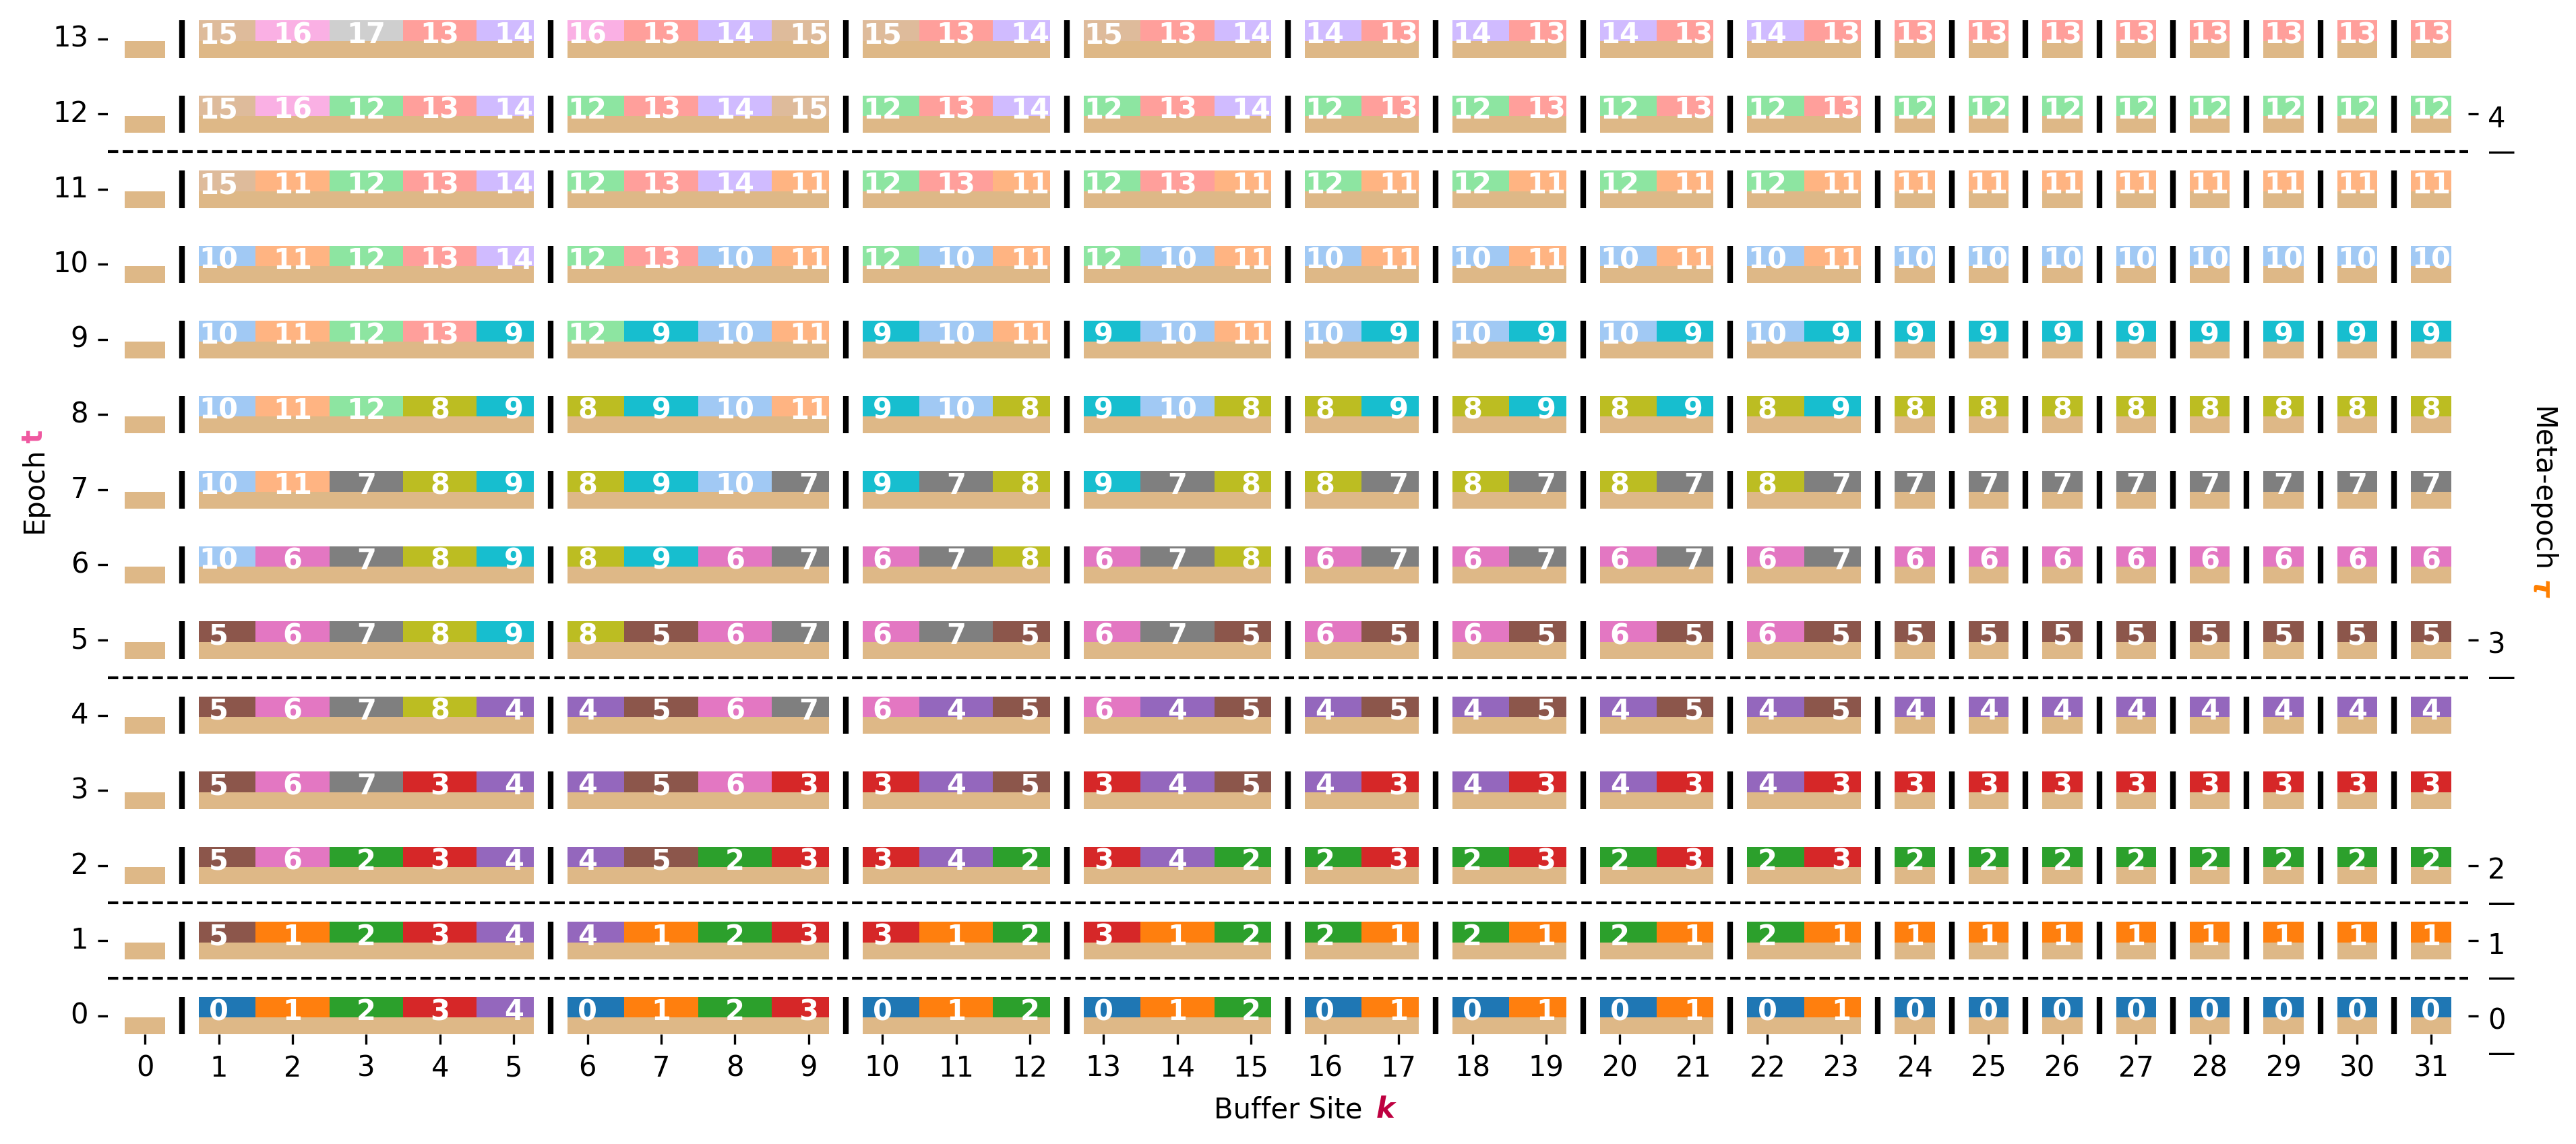 13 15 16 17 13 14 16 13 14 15 15 13 14 15 13 14 14 13 14 13 14 13 14 13 13 13 13 13 13 13 13 13
12 15 16 12 13 14 12 13 14 15 12 13 14 12 13 14 12 13 12 13 12 13 12 13 12 12 12 12 12 12 12 12 4
11 15 11 12 13 14 12 13 14 11 12 13 11 12 13 11 12 11 12 11 12 11 12 11 11 11 11 11 11 11 11 11
10 10 11 12 13 14 12 13 10 11 12 10 11 12 10 11 10 11 10 11 10 11 10 11 10 10 10 10 10 10 10 10
9 10 11 12 13 9 12 9 10 11 9 10 11 9 10 11 10 9 10 9 10 9 10 9 9 9 9 9 9 9 9 9
8 10 11 12 8 9 8 9 10 11 9 10 8 9 10 8 8 9 8 9 8 9 8 9 8 8 8 8 8 8 8 8
7 10 11 7 8 9 8 9 10 7 9 7 8 9 7 8 8 7 8 7 8 7 8 7 7 7 7 7 7 7 7 7
6 10 6 7 8 9 8 9 6 7 6 7 8 6 7 8 6 7 6 7 6 7 6 7 6 6 6 6 6 6 6 6
5 5 6 7 8 9 8 5 6 7 6 7 5 6 7 5 6 5 6 5 6 5 6 5 5 5 5 5 5 5 5 5 3
4 5 6 7 8 4 4 5 6 7 6 4 5 6 4 5 4 5 4 5 4 5 4 5 4 4 4 4 4 4 4 4
3 5 6 7 3 4 4 5 6 3 3 4 5 3 4 5 4 3 4 3 4 3 4 3 3 3 3 3 3 3 3 3
2 5 6 2 3 4 4 5 2 3 3 4 2 3 4 2 2 3 2 3 2 3 2 3 2 2 2 2 2 2 2 2 2
1 5 1 2 3 4 4 1 2 3 3 1 2 3 1 2 2 1 2 1 2 1 2 1 1 1 1 1 1 1 1 1 1
0 0 1 2 3 4 0 1 2 3 0 1 2 0 1 2 0 1 0 1 0 1 0 1 0 0 0 0 0 0 0 0 0
0 1 2 3 4 5 6 7 8 9 10 11 12 13 14 15 16 17 18 19 20 21 22 23 24 25 26 27 28 29 30 31
Buffer Site k
Epoch t
Meta-epoch τ